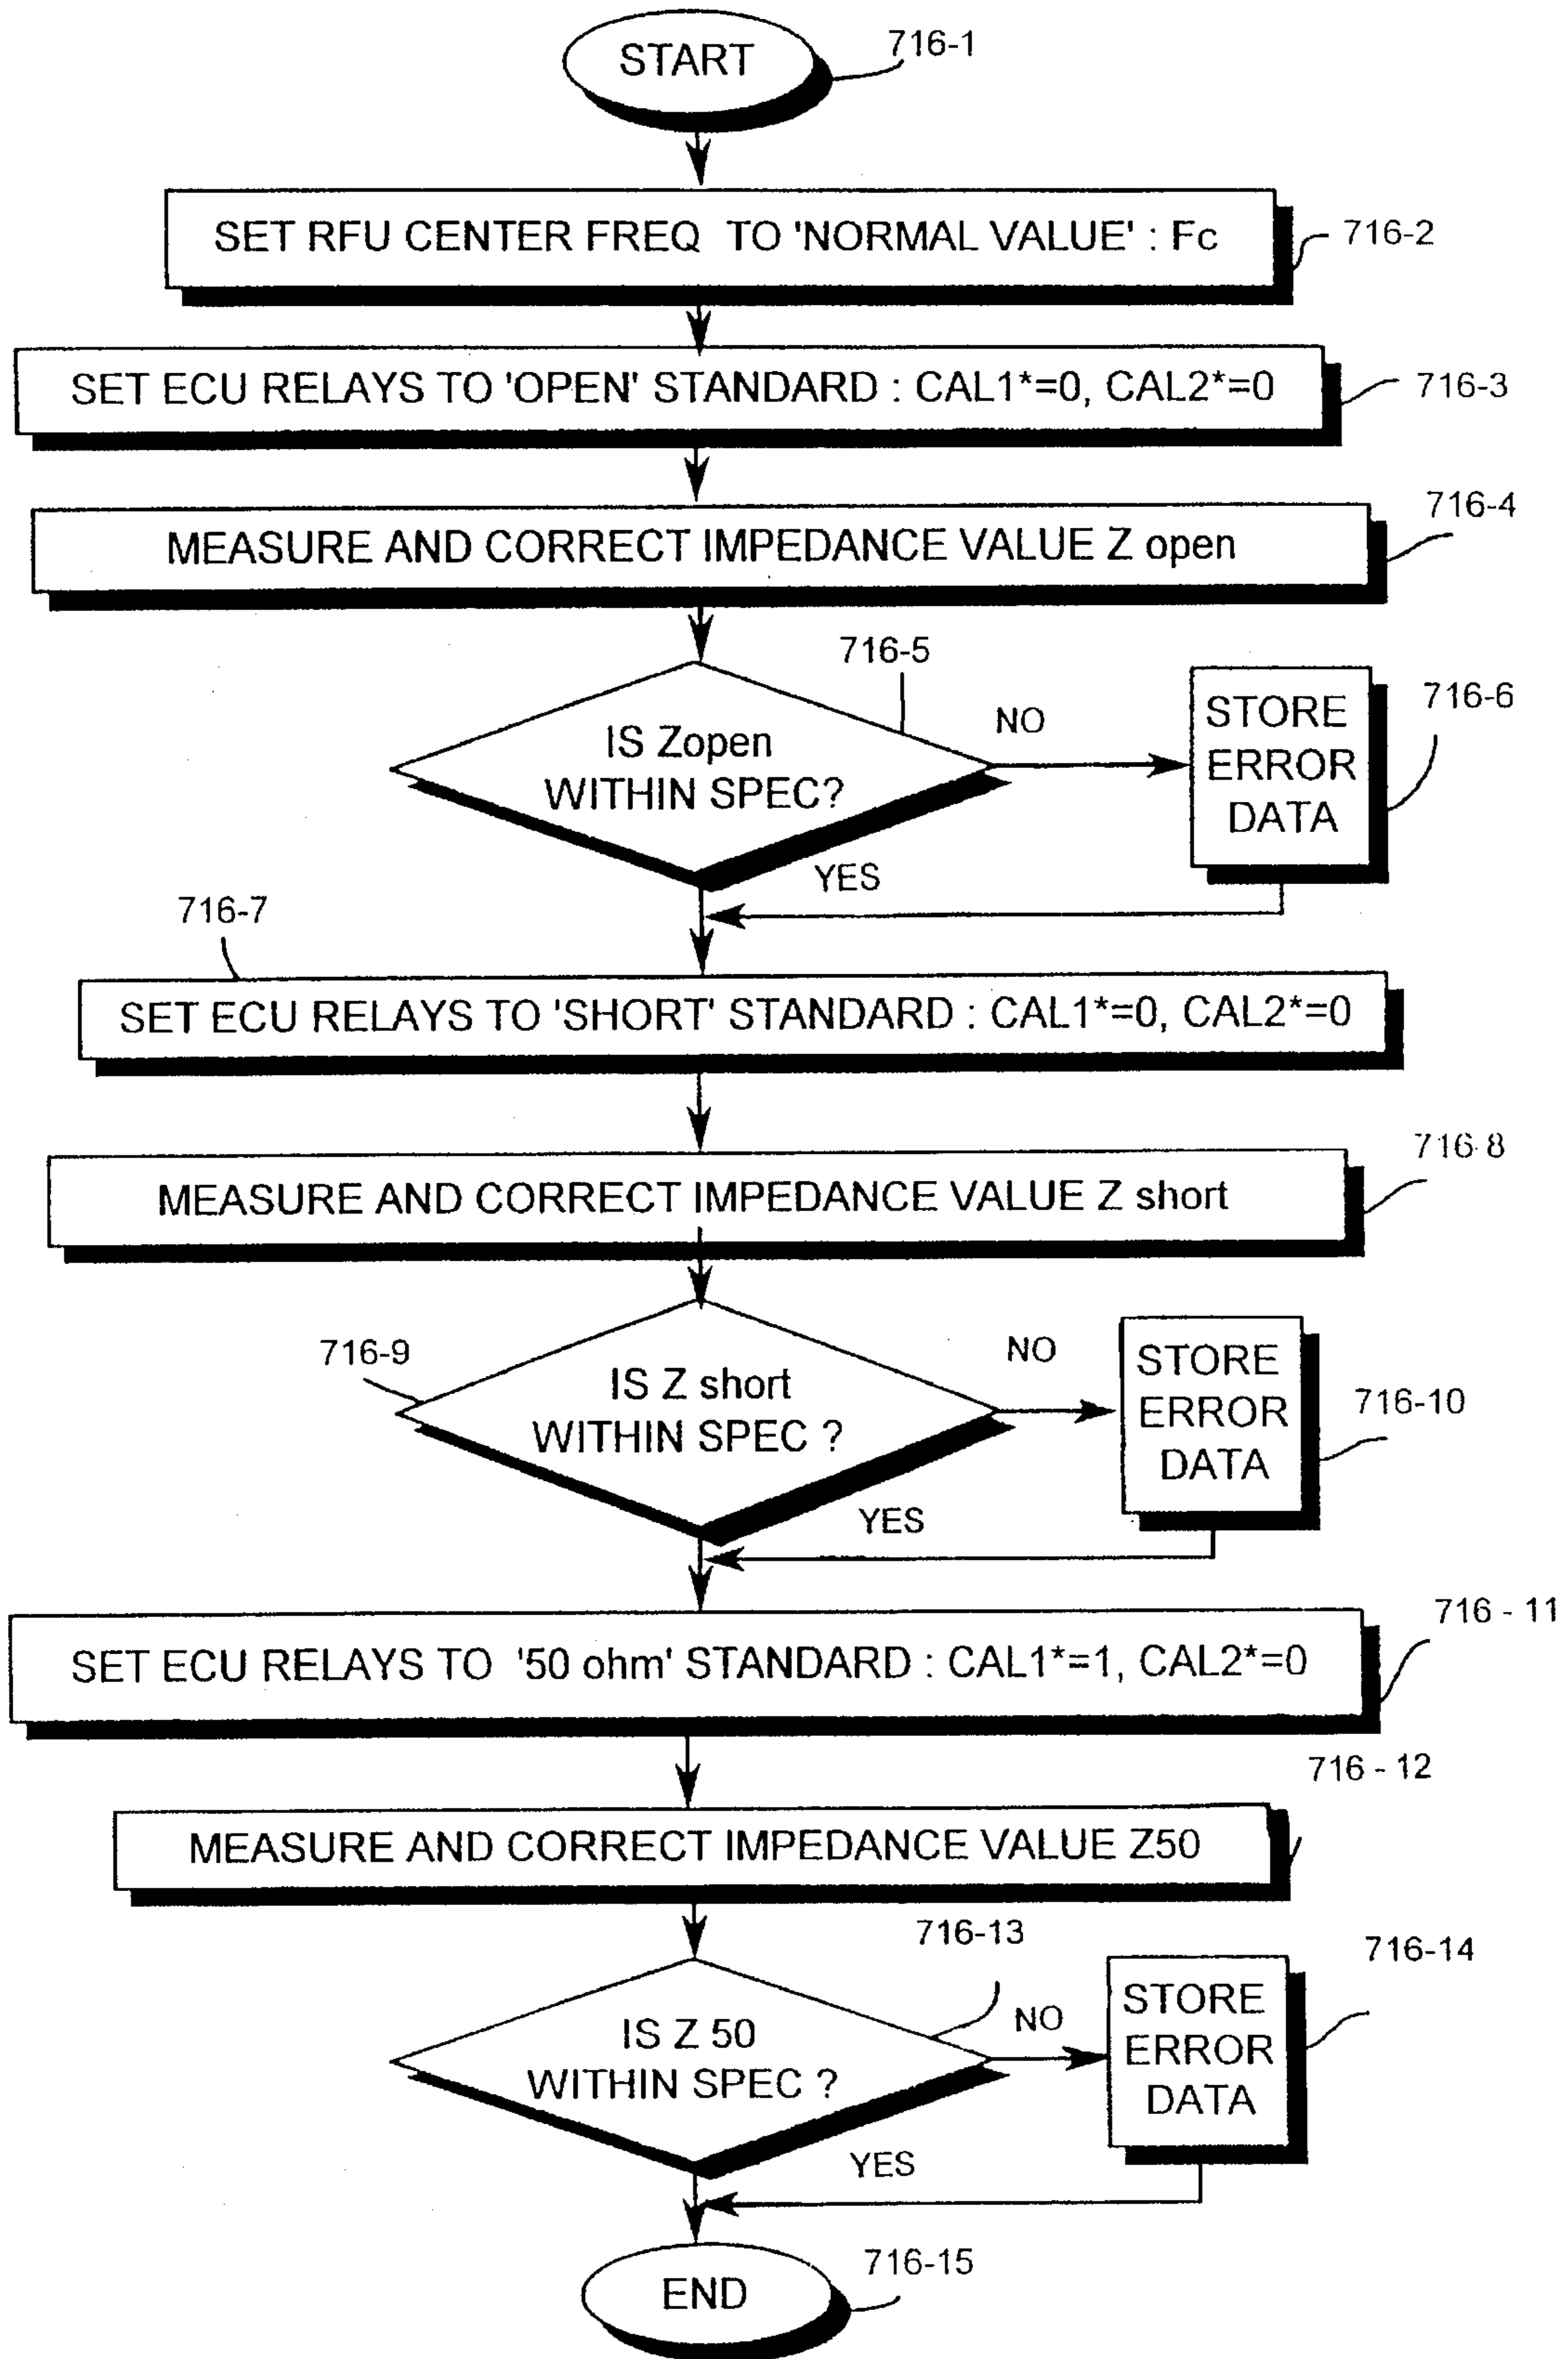 START
716-1
SET RFU CENTER FREQ TO 'NORMAL VALUE' : Fc
716-2
SET ECU RELAYS TO 'OPEN' STANDARD : CAL1*=0, CAL2*=0
716-3
716-4
MEASURE AND CORRECT IMPEDANCE VALUE Z open
716-5
IS Zopen
WITHIN SPEC?
NO
STORE
ERROR
DATA
716-6
YES
716-7
SET ECU RELAYS TO 'SHORT' STANDARD : CAL1*=0, CAL2*=0
716-8
MEASURE AND CORRECT IMPEDANCE VALUE Z short
716-9
IS Z short
WITHIN SPEC ?
NO
STORE
ERROR
DATA
716-10
YES
716 - 11
SET ECU RELAYS TO '50 ohm' STANDARD : CAL1*=1, CAL2*=0
716 - 12
MEASURE AND CORRECT IMPEDANCE VALUE Z50
716-13
IS Z 50
WITHIN SPEC ?
NO
STORE
ERROR
DATA
716-14
YES
END
716-15